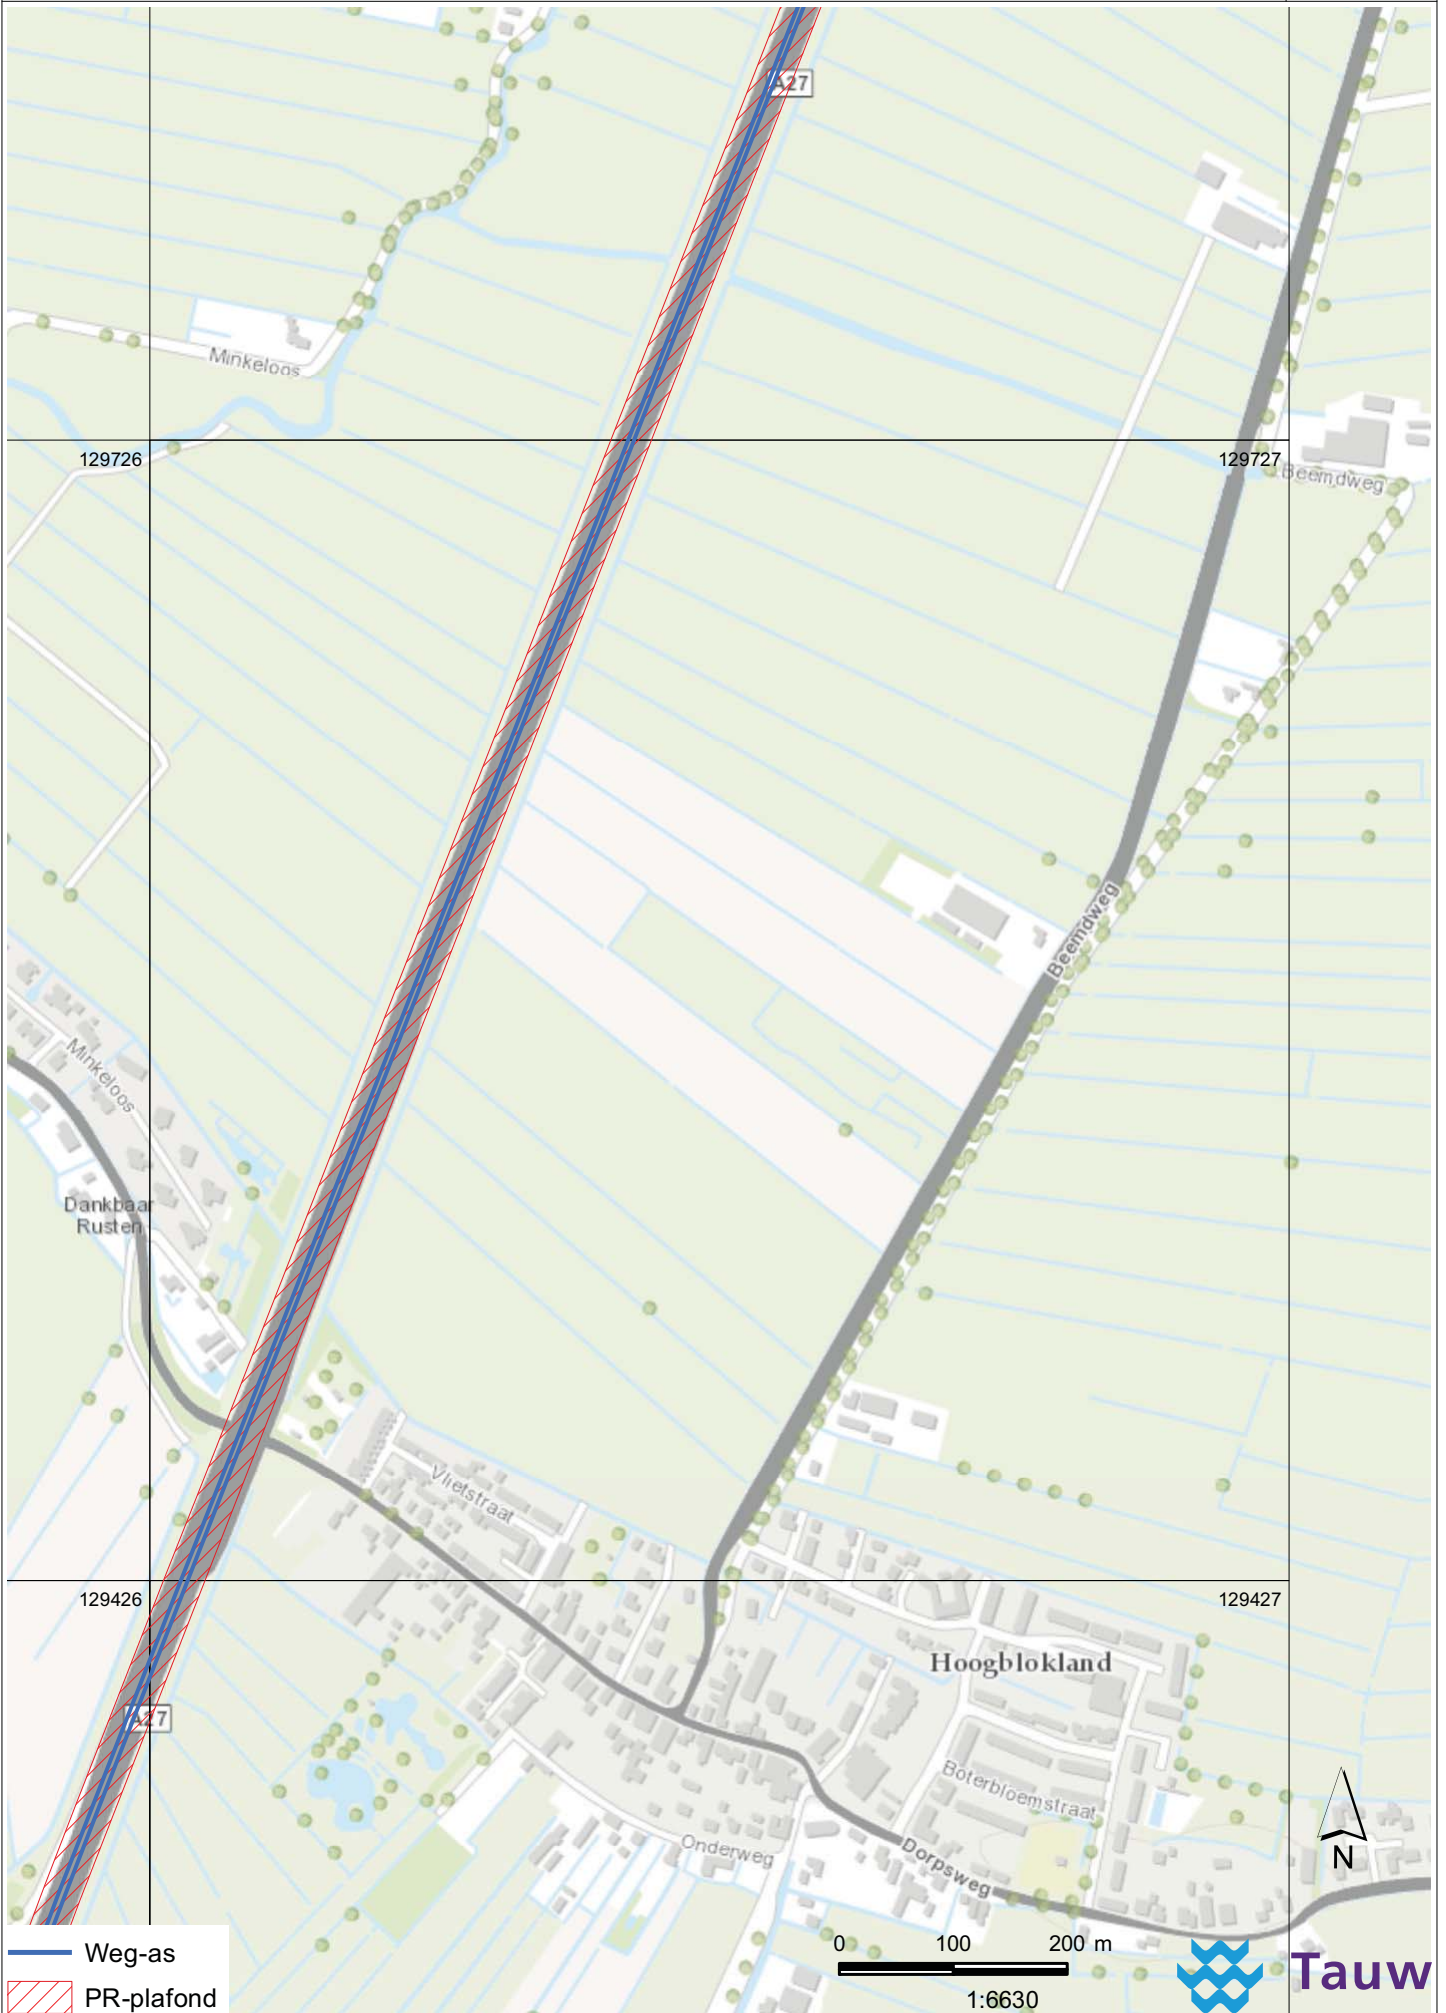 A27
Minkeloos
129726
129727
Beemdweg
Beemdweg
Minkeloos
Dankbaar
Rusten
Vlietstraat
129426
129427
Hoogblokland
A27
Boterbloemstraat
Onderweg
Dorpsweg
N
Weg-as
PR-plafond
0 100 200 m
1:6630
Tauw